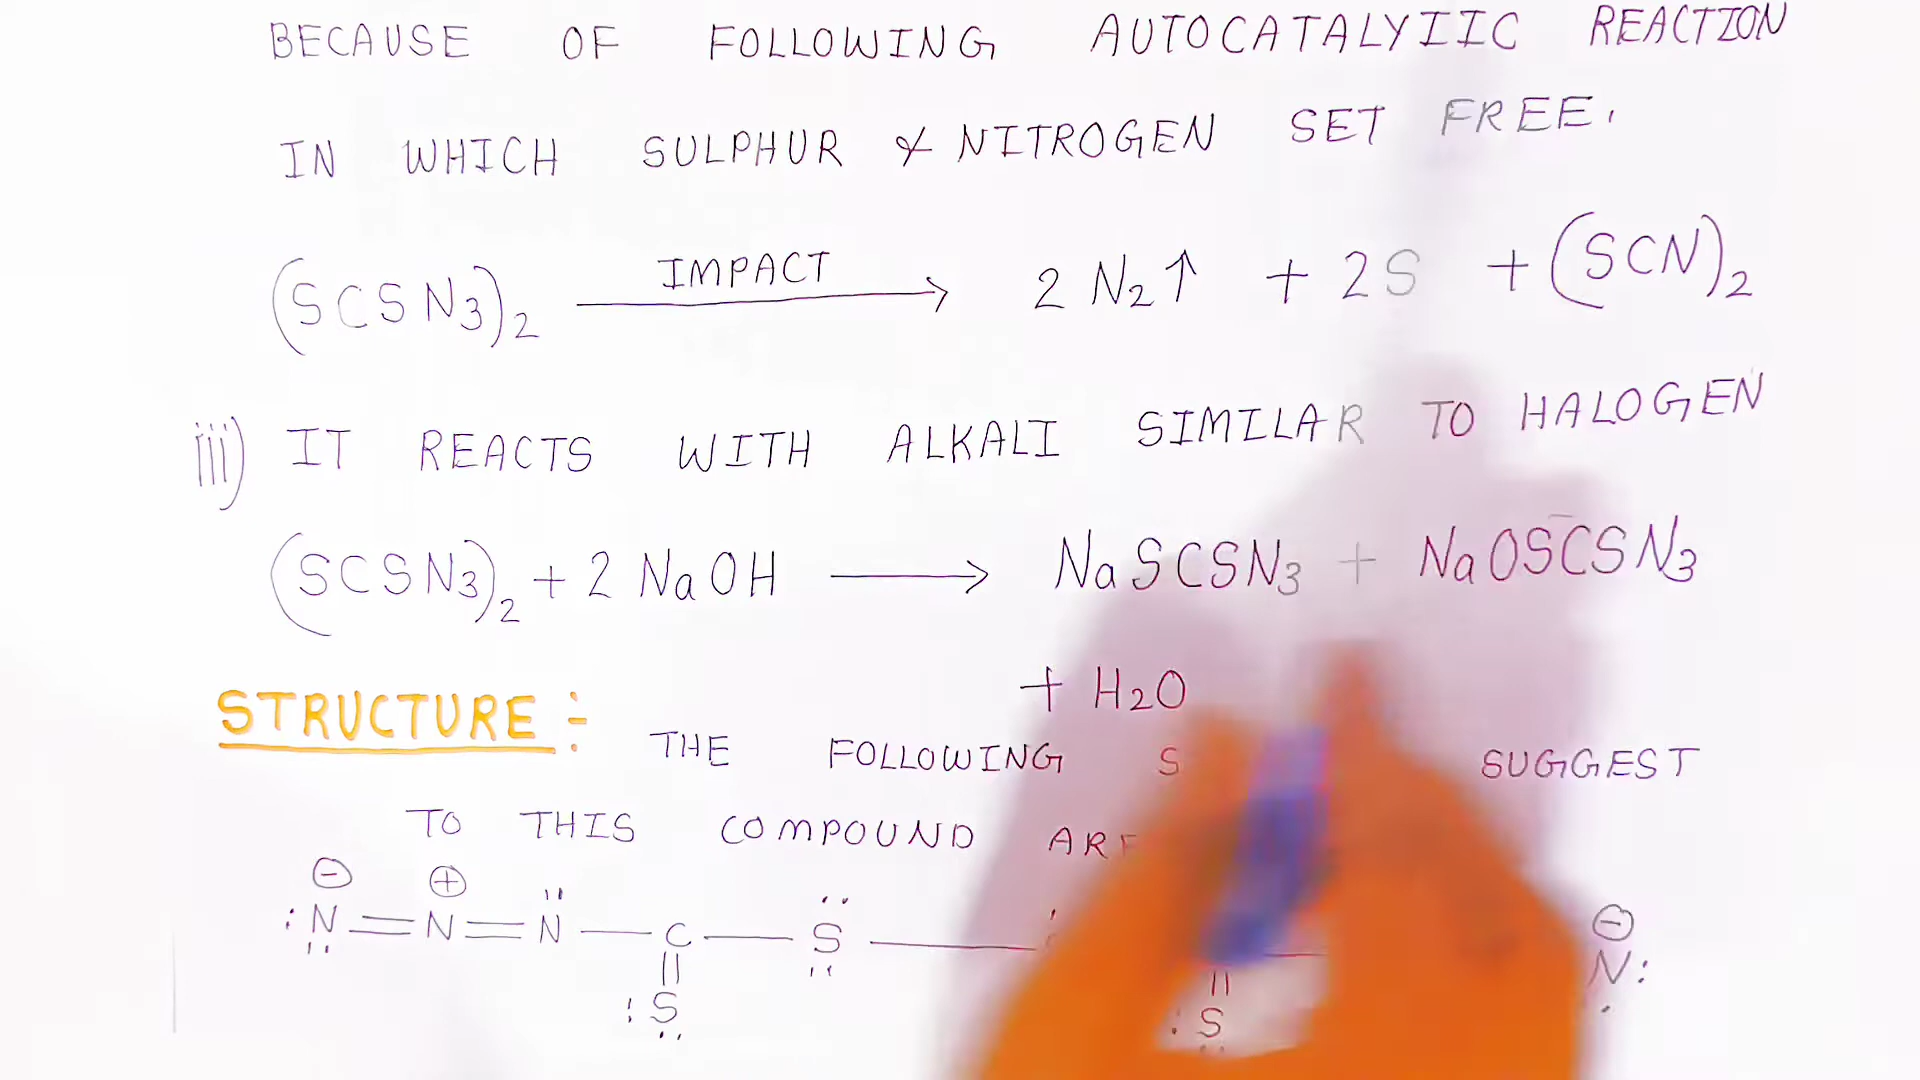 BECAUSE OF FOLLOWING AUTOCATALYIIC REACTION
IN WHICH SULPHUR & NITROGEN SET FREE.
(SCSN3)2 IMPACT → 2 N2↑ + 2S + (SCN)2
iii) IT REACTS WITH ALKALI SIMILAR TO HALOGEN
(SCSN3)2 + 2 NaOH → NaSCSN3 + NaOSCSN3
+ H2O
STRUCTURE :- THE FOLLOWING SUGGEST
TO THIS COMPOUND ARE
⊖ ⊕ ⊖
:N̤ = N = N̈ — C — S̤̈ — N:
|| ||
:S̤ :S̤